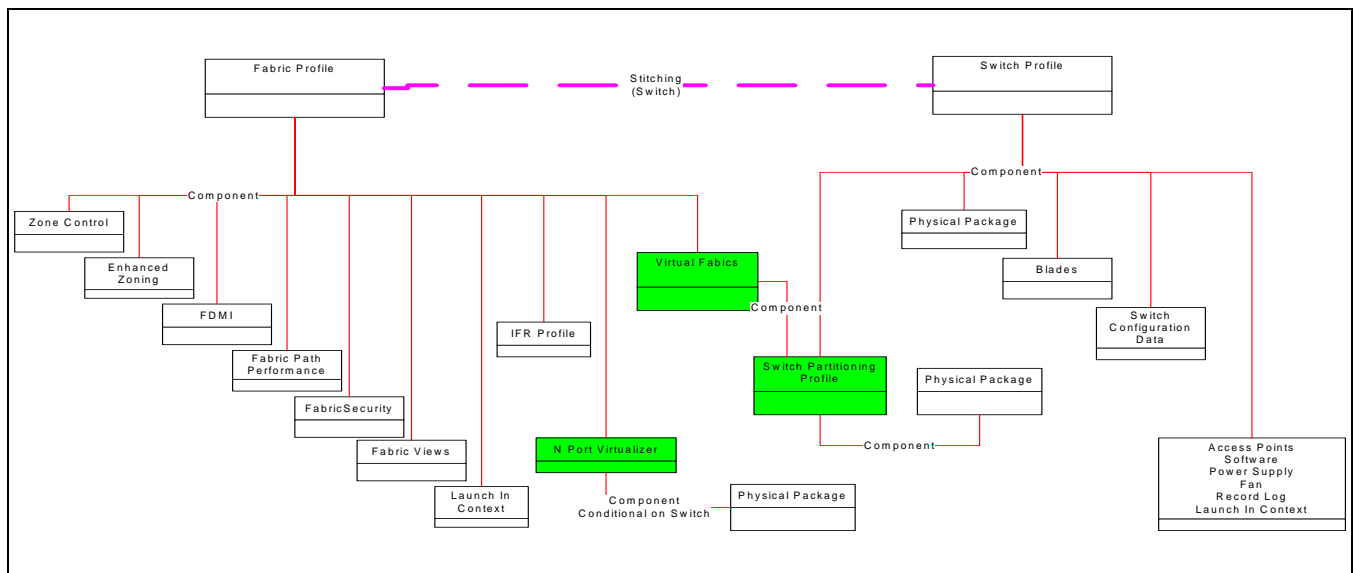 Fabric Profile
Stitching
(Switch)
Switch Profile
Component
Component
Zone Control
Physical Package
Enhanced
Zoning
Virtual Fabics
Blades
FDMI
Component
IFR Profile
Switch
Configuration
Data
Fabric Path
Performance
Switch Partitioning
Profile
Physical Package
FabricSecurity
Fabric Views
N Port Virtualizer
Component
Access Points
Software
Power Supply
Fan
Record Log
Launch In Context
Launch In
Context
Component
Conditional on Switch
Physical Package